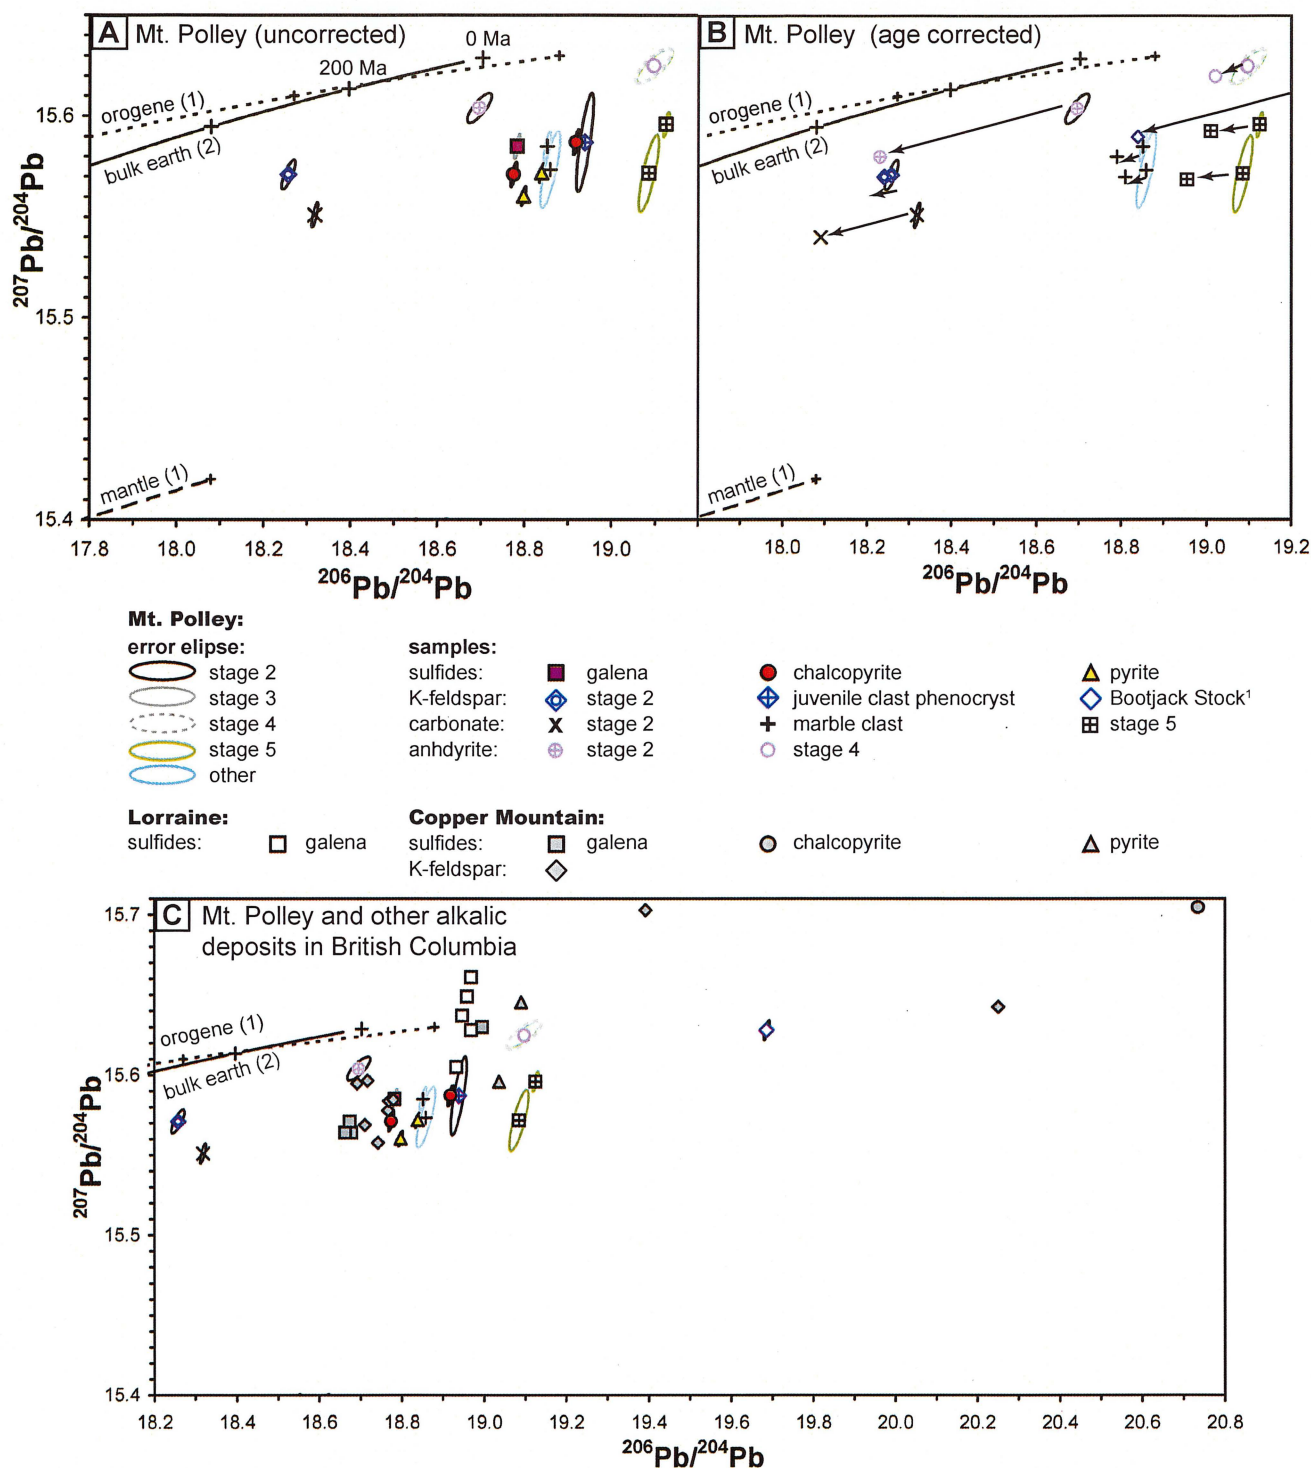 A Mt. Polley (uncorrected)
0 Ma
200 Ma
orogene (1)
bulk earth (2)
mantle (1)
15.6
15.5
15.4
207Pb/204Pb
17.8 18.0 18.2 18.4 18.6 18.8 19.0
206Pb/204Pb
B Mt. Polley (age corrected)
orogene (1)
bulk earth (2)
mantle (1)
18.0 18.2 18.4 18.6 18.8 19.0 19.2
206Pb/204Pb
Mt. Polley:
error elipse: samples:
stage 2 sulfides: galena chalcopyrite pyrite
stage 3 K-feldspar: stage 2 juvenile clast phenocryst Bootjack Stock1
stage 4 carbonate: stage 2 marble clast stage 5
stage 5 anhdyrite: stage 2 stage 4
other
Lorraine: Copper Mountain:
sulfides: galena sulfides: galena chalcopyrite pyrite
K-feldspar:
C Mt. Polley and other alkalic
deposits in British Columbia
orogene (1)
bulk earth (2)
15.7
15.6
15.5
15.4
207Pb/204Pb
18.2 18.4 18.6 18.8 19.0 19.2 19.4 19.6 19.8 20.0 20.2 20.4 20.6 20.8
206Pb/204Pb